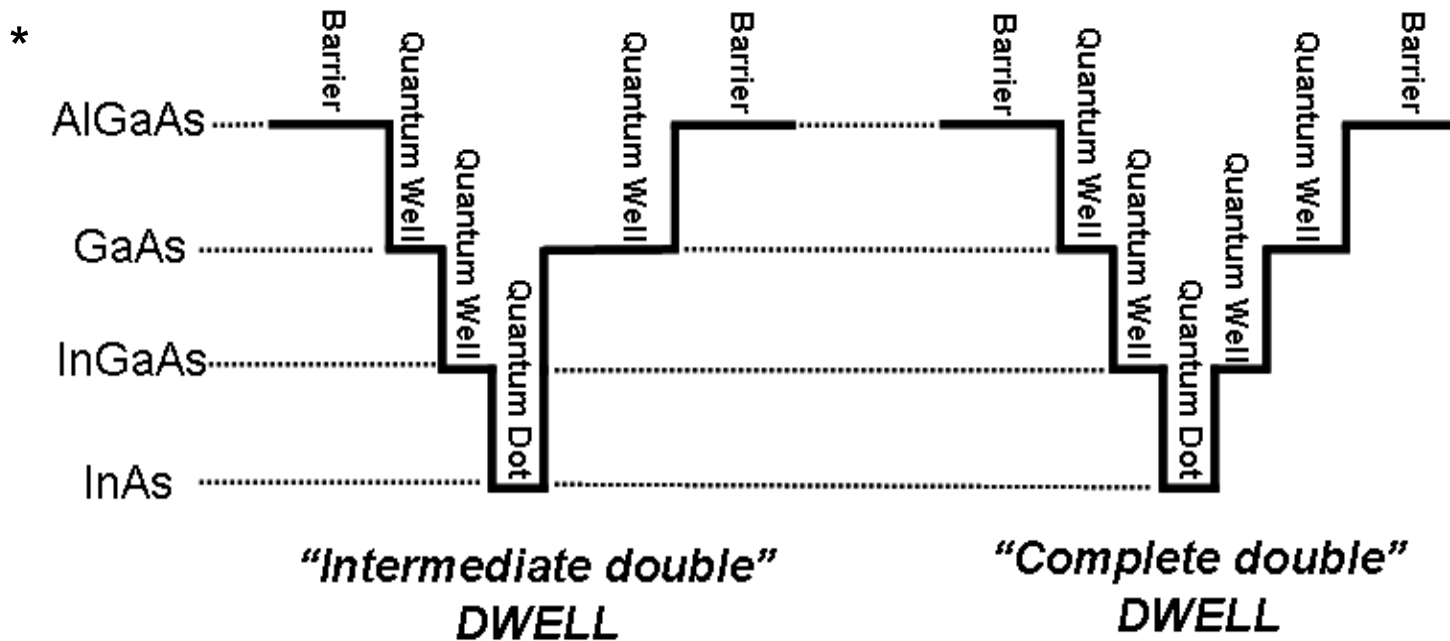 *
Barrier
Quantum Well
Quantum Well
Quantum Dot
Quantum Well
Barrier
Barrier
Quantum Well
Quantum Well
Quantum Dot
Quantum Well
Quantum Well
Barrier
AlGaAs
GaAs
InGaAs
InAs
“Intermediate double”
DWELL
“Complete double”
DWELL